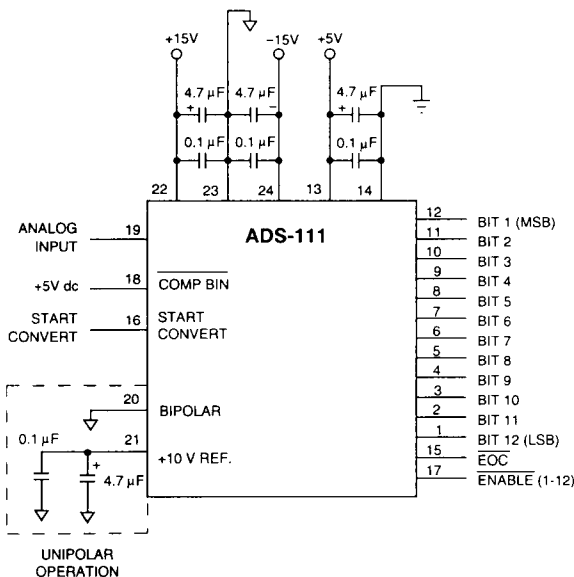 +15V
-15V
+5V
4.7 µF
4.7 µF
4.7 µF
+
−
+
0.1 µF
0.1 µF
0.1 µF
22
23
24
13
14
ADS-111
ANALOG
INPUT
19
+5V dc
18
COMP BIN
START
CONVERT
16
START
CONVERT
20
BIPOLAR
21
+10 V REF.
0.1 µF
+
4.7 µF
UNIPOLAR
OPERATION
12
BIT 1 (MSB)
11
BIT 2
10
BIT 3
9
BIT 4
8
BIT 5
7
BIT 6
6
BIT 7
5
BIT 8
4
BIT 9
3
BIT 10
2
BIT 11
1
BIT 12 (LSB)
15
EOC
17
ENABLE (1-12)